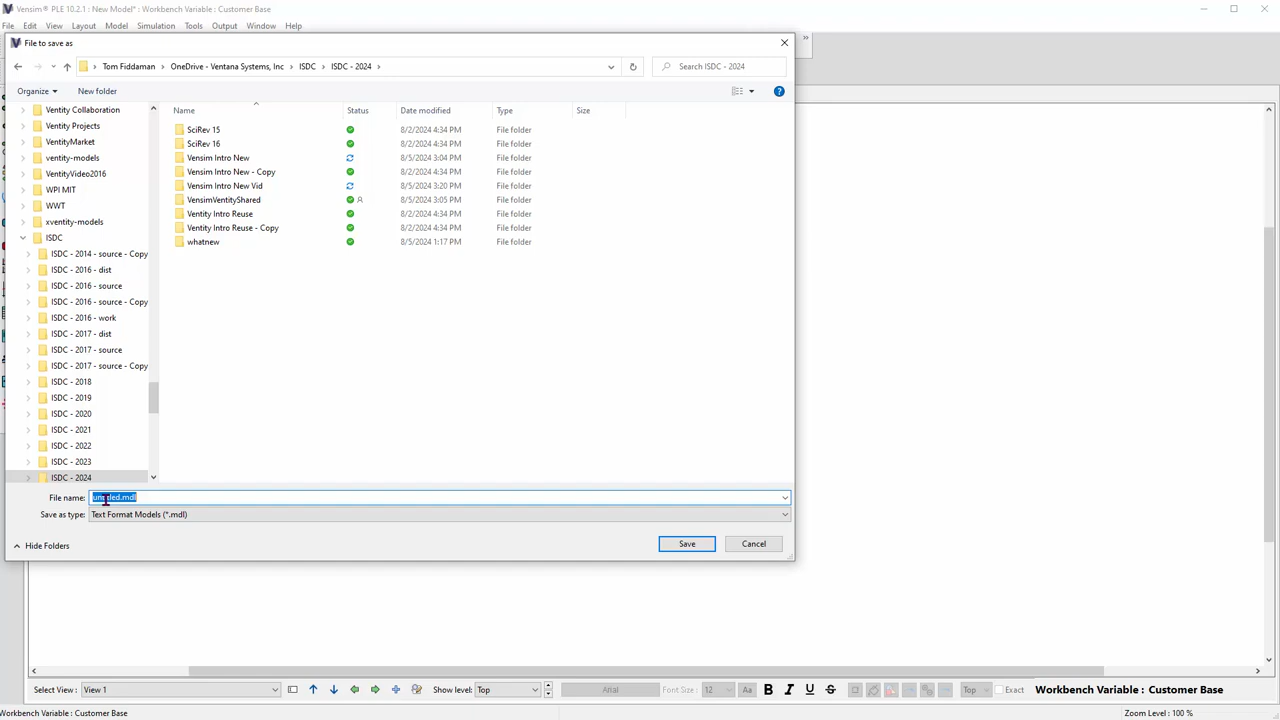 Vensim® PLE 10.2.1 : New Model* : Workbench Variable : Customer Base
File Edit View Layout Model Simulation Tools Output Window Help
File to save as
Tom Fiddaman > OneDrive - Ventana Systems, Inc > ISDC > ISDC - 2024 >
Search ISDC - 2024
Organize New folder
Name Status Date modified Type Size
Ventity Collaboration
Ventity Projects
VentityMarket
ventity-models
VentityVideo2016
WPI MIT
WWT
xventity-models
ISDC
ISDC - 2014 - source - Copy
ISDC - 2016 - dist
ISDC - 2016 - source
ISDC - 2016 - source - Copy
ISDC - 2016 - work
ISDC - 2017 - dist
ISDC - 2017 - source
ISDC - 2017 - source - Copy
ISDC - 2018
ISDC - 2019
ISDC - 2020
ISDC - 2021
ISDC - 2022
ISDC - 2023
ISDC - 2024
SciRev 15 8/2/2024 4:34 PM File folder
SciRev 16 8/2/2024 4:34 PM File folder
Vensim Intro New 8/5/2024 3:04 PM File folder
Vensim Intro New - Copy 8/2/2024 4:34 PM File folder
Vensim Intro New Vid 8/5/2024 3:20 PM File folder
VensimVentityShared 8/5/2024 3:05 PM File folder
Ventity Intro Reuse 8/2/2024 4:34 PM File folder
Ventity Intro Reuse - Copy 8/2/2024 4:34 PM File folder
whatnew 8/5/2024 1:17 PM File folder
File name: untitled.mdl
Save as type: Text Format Models (*.mdl)
Hide Folders Save Cancel
Select View : View 1 Show level: Top Arial Font Size : 12 Aa B I U S Top Exact Workbench Variable : Customer Base
Workbench Variable : Customer Base Zoom Level : 100 %